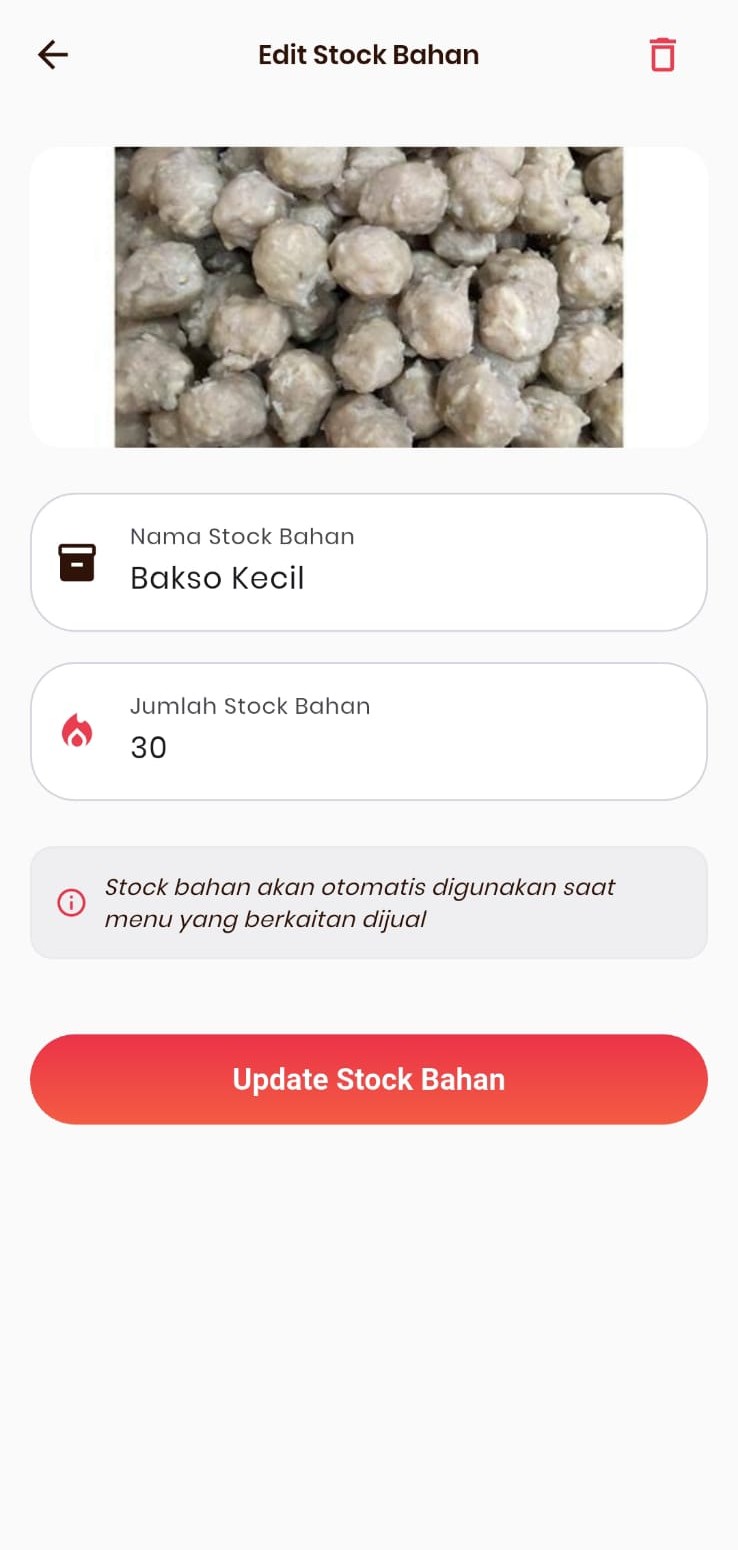 Edit Stock Bahan
Nama Stock Bahan
Bakso Kecil
Jumlah Stock Bahan
30
Stock bahan akan otomatis digunakan saat
menu yang berkaitan dijual
Update Stock Bahan